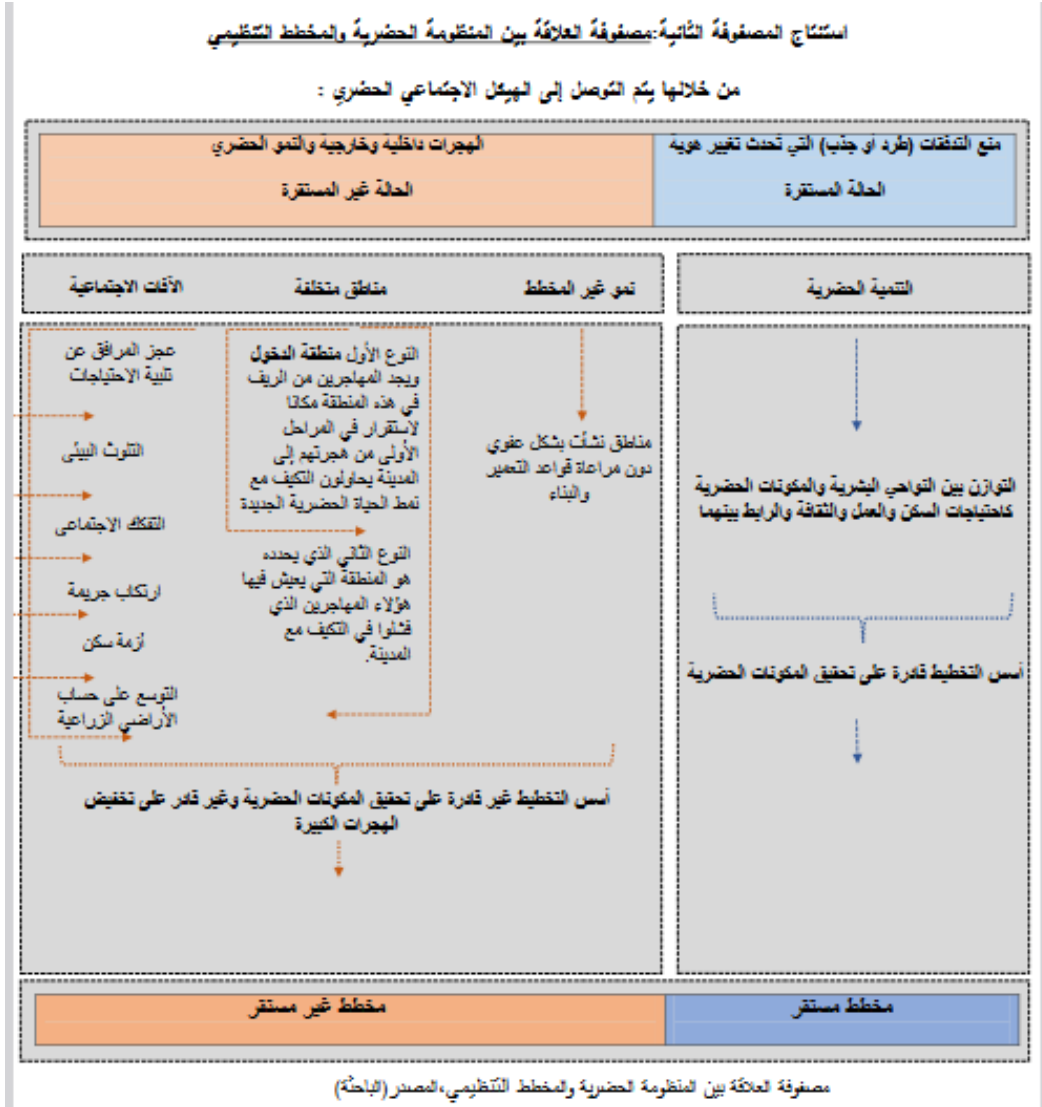 استنتاج المصفوفة الثانية:مصفوفة العلاقة بين المنظومة الحضرية والمخطط التنظيمي
من خلالها يتم التوصل إلى الهيكل الاجتماعي الحضري :
منع التدفقات (طرد أو جذب) التي تحدث تغيير هوية
الحالة المستقرة
الهجرات داخلية وخارجية والنمو الحضري
الحالة غير المستقرة
التنمية الحضرية
نمو غير المخطط
مناطق متخلفة
الآفات الاجتماعية
التوازن بين النواحي البشرية والمكونات الحضرية
كاحتياجات السكن والعمل والثقافة والرابط بينهما
أسس التخطيط قادرة على تحقيق المكونات الحضرية
مناطق نشأت بشكل عفوي
دون مراعاة قواعد التعمير
والبناء
النوع الأول منطقة الدخول
ويجد المهاجرين من الريف
في هذه المنطقة مكانا
لاستقرار في المراحل
الأولى من هجرتهم إلى
المدينة يحاولون التكيف مع
نمط الحياة الحضرية الجديدة
النوع الثاني الذي يحدده
هو المنطقة التي يعيش فيها
هؤلاء المهاجرين الذي
فشلوا في التكيف مع
المدينة.
عجز المرافق عن
تلبية الاحتياجات
التلوث البيئى
التفكك الاجتماعى
ارتكاب جريمة
أزمة سكن
التوسع على حساب
الأراضي الزراعية
أسس التخطيط غير قادرة على تحقيق المكونات الحضرية وغير قادر على تخفيض
الهجرات الكبيرة
مخطط مستقر
مخطط غير مستقر
مصفوفة العلاقة بين المنظومة الحضرية والمخطط التنظيمي،المصدر(الباحثة)